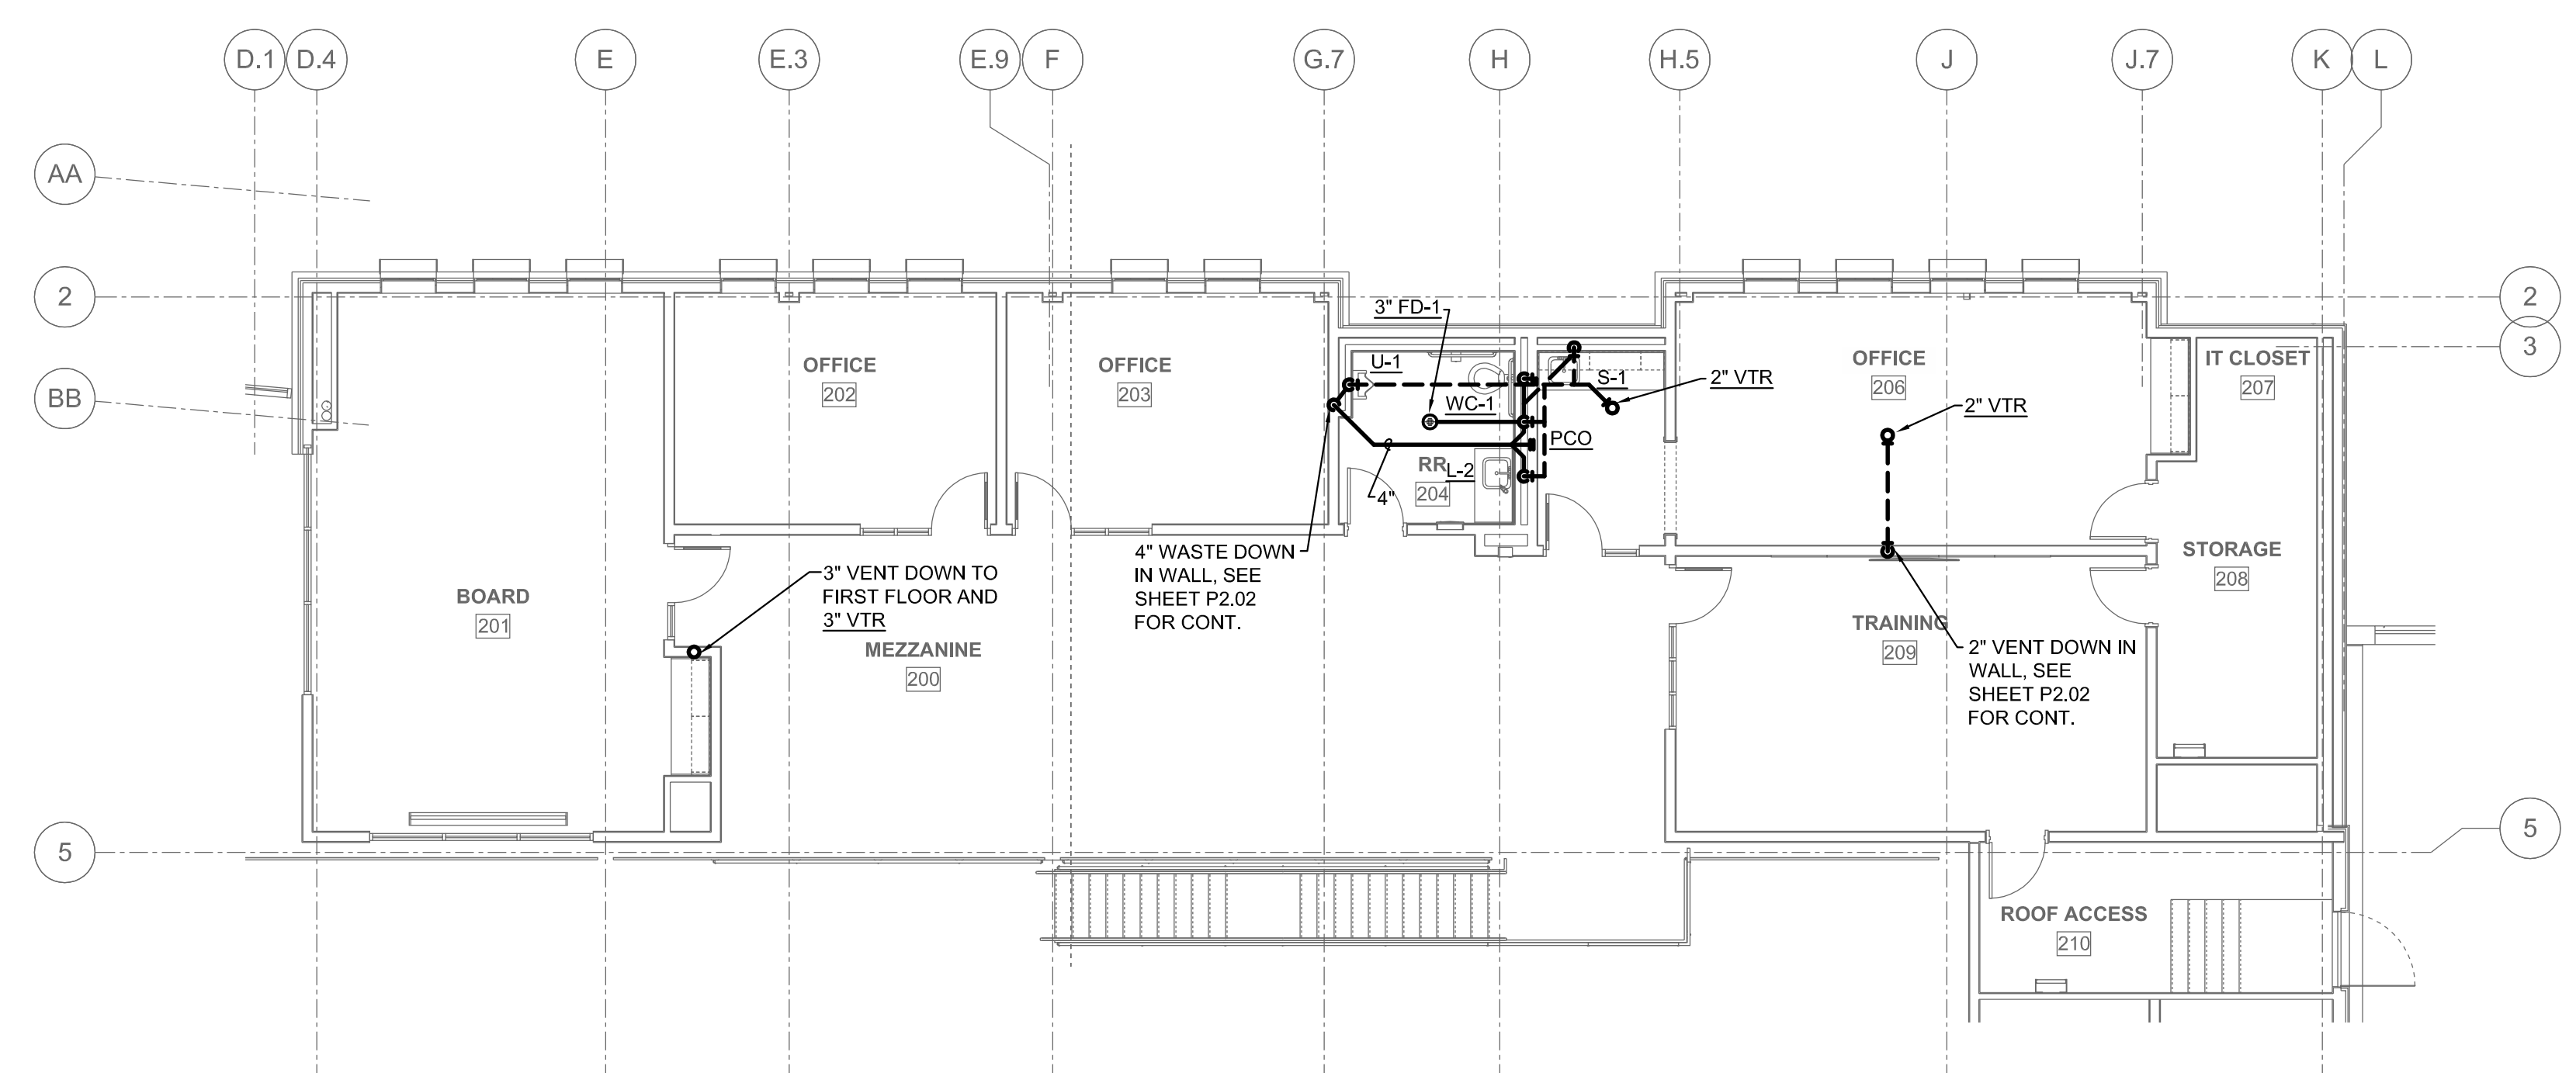 D.1
D.4
E
E.3
E.9
F
G.7
H
H.5
J
J.7
K
L
AA
2
2
3" FD-1
3
OFFICE
202
OFFICE
203
U-1
S-1
2" VTR
OFFICE
206
IT CLOSET
207
BB
WC-1
2" VTR
PCO
RR
204
L-2
4"
4" WASTE DOWN
IN WALL, SEE
SHEET P2.02
FOR CONT.
STORAGE
208
3" VENT DOWN TO
FIRST FLOOR AND
3" VTR
BOARD
201
MEZZANINE
200
TRAINING
209
2" VENT DOWN IN
WALL, SEE
SHEET P2.02
FOR CONT.
5
5
ROOF ACCESS
210